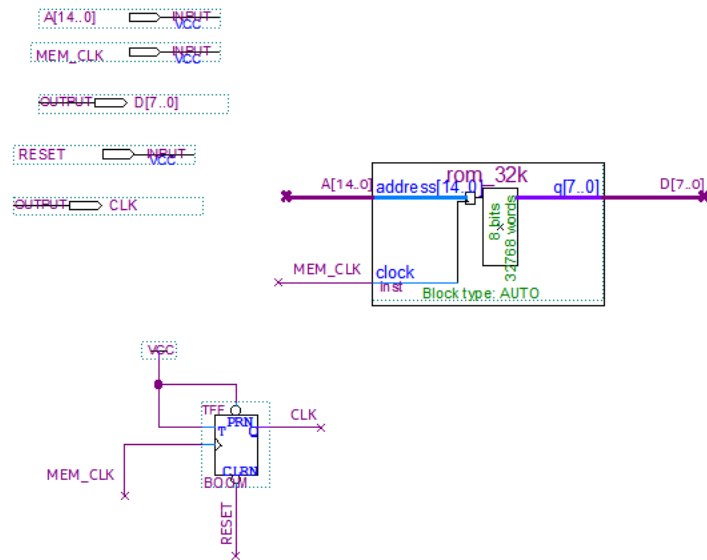 A[14..0] INPUT
VCC
MEM_CLK INPUT
VCC
OUTPUT D[7..0]
RESET INPUT
VCC
OUTPUT CLK
rom_32k
A[14..0] address[14..0] q[7..0] D[7..0]
8 bits
32768 words
MEM_CLK clock
inst
Block type: AUTO
VCC
TFF
PRN
CLK
T Q
MEM_CLK
CLRN
BOOM
RESET